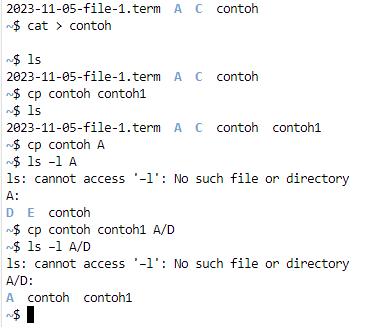 2023-11-05-file-1.term  A  C  contoh
~$ cat > contoh

~$ ls
2023-11-05-file-1.term  A  C  contoh
~$ cp contoh contoh1
~$ ls
2023-11-05-file-1.term  A  C  contoh  contoh1
~$ cp contoh A
~$ ls –l A
ls: cannot access '–l': No such file or directory
A:
D  E  contoh
~$ cp contoh contoh1 A/D
~$ ls –l A/D
ls: cannot access '–l': No such file or directory
A/D:
A  contoh  contoh1
~$